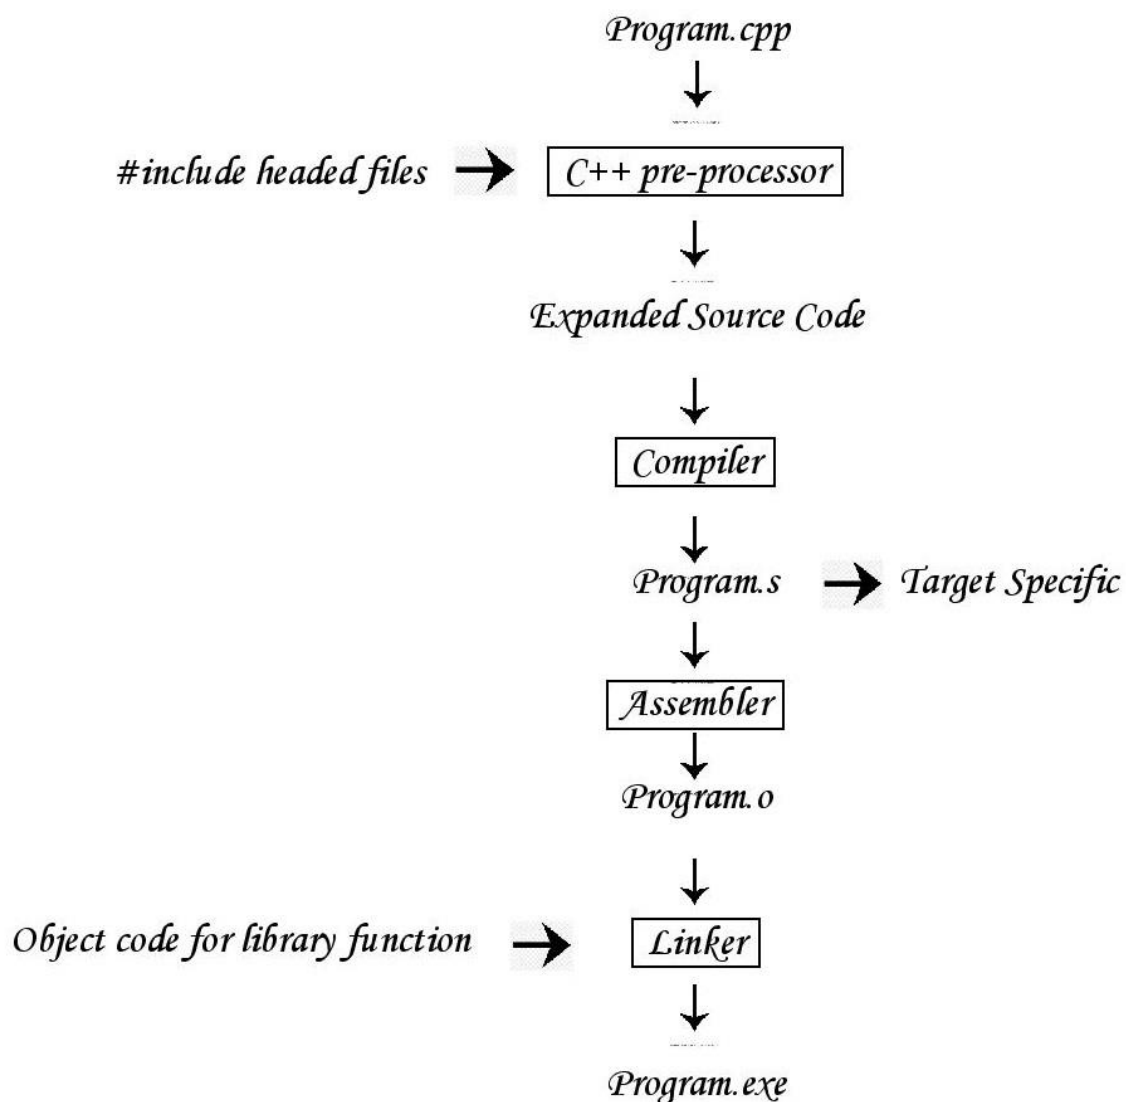 Program.cpp
#include headed files
C++ pre-processor
Expanded Source Code
Compiler
Program.s
Target Specific
Assembler
Program.o
Object code for library function
Linker
Program.exe